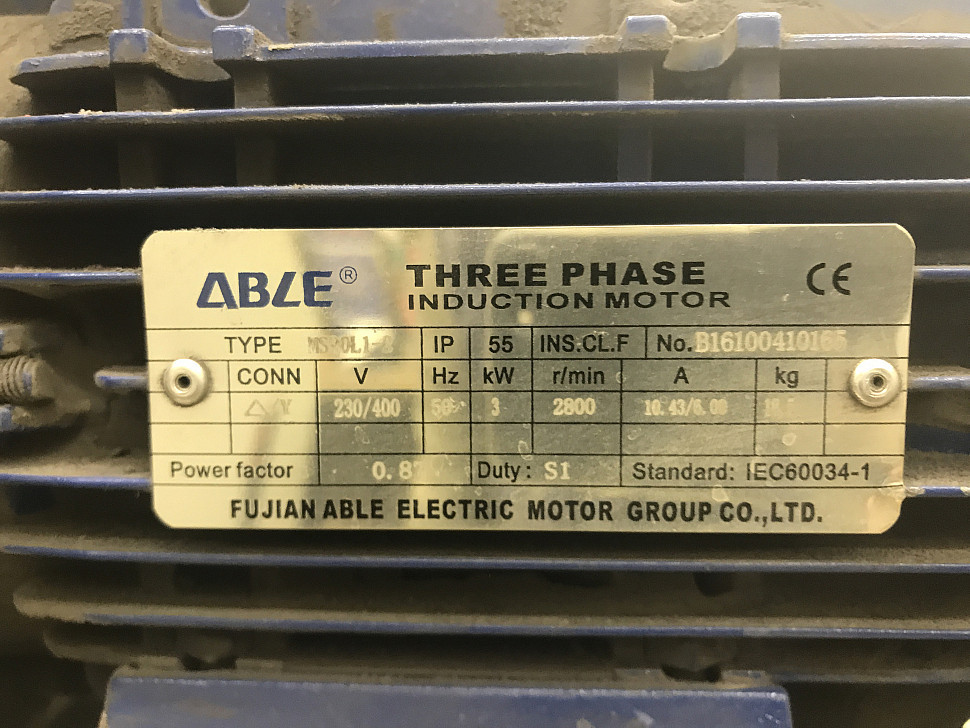 ABLE® THREE PHASE CE
INDUCTION MOTOR
TYPE IP 55 INS.CL.F No.
CONN V Hz kW r/min A kg
△/Y 230/400 3 2800
Power factor Duty: S1 Standard: IEC60034-1
FUJIAN ABLE ELECTRIC MOTOR GROUP CO.,LTD.